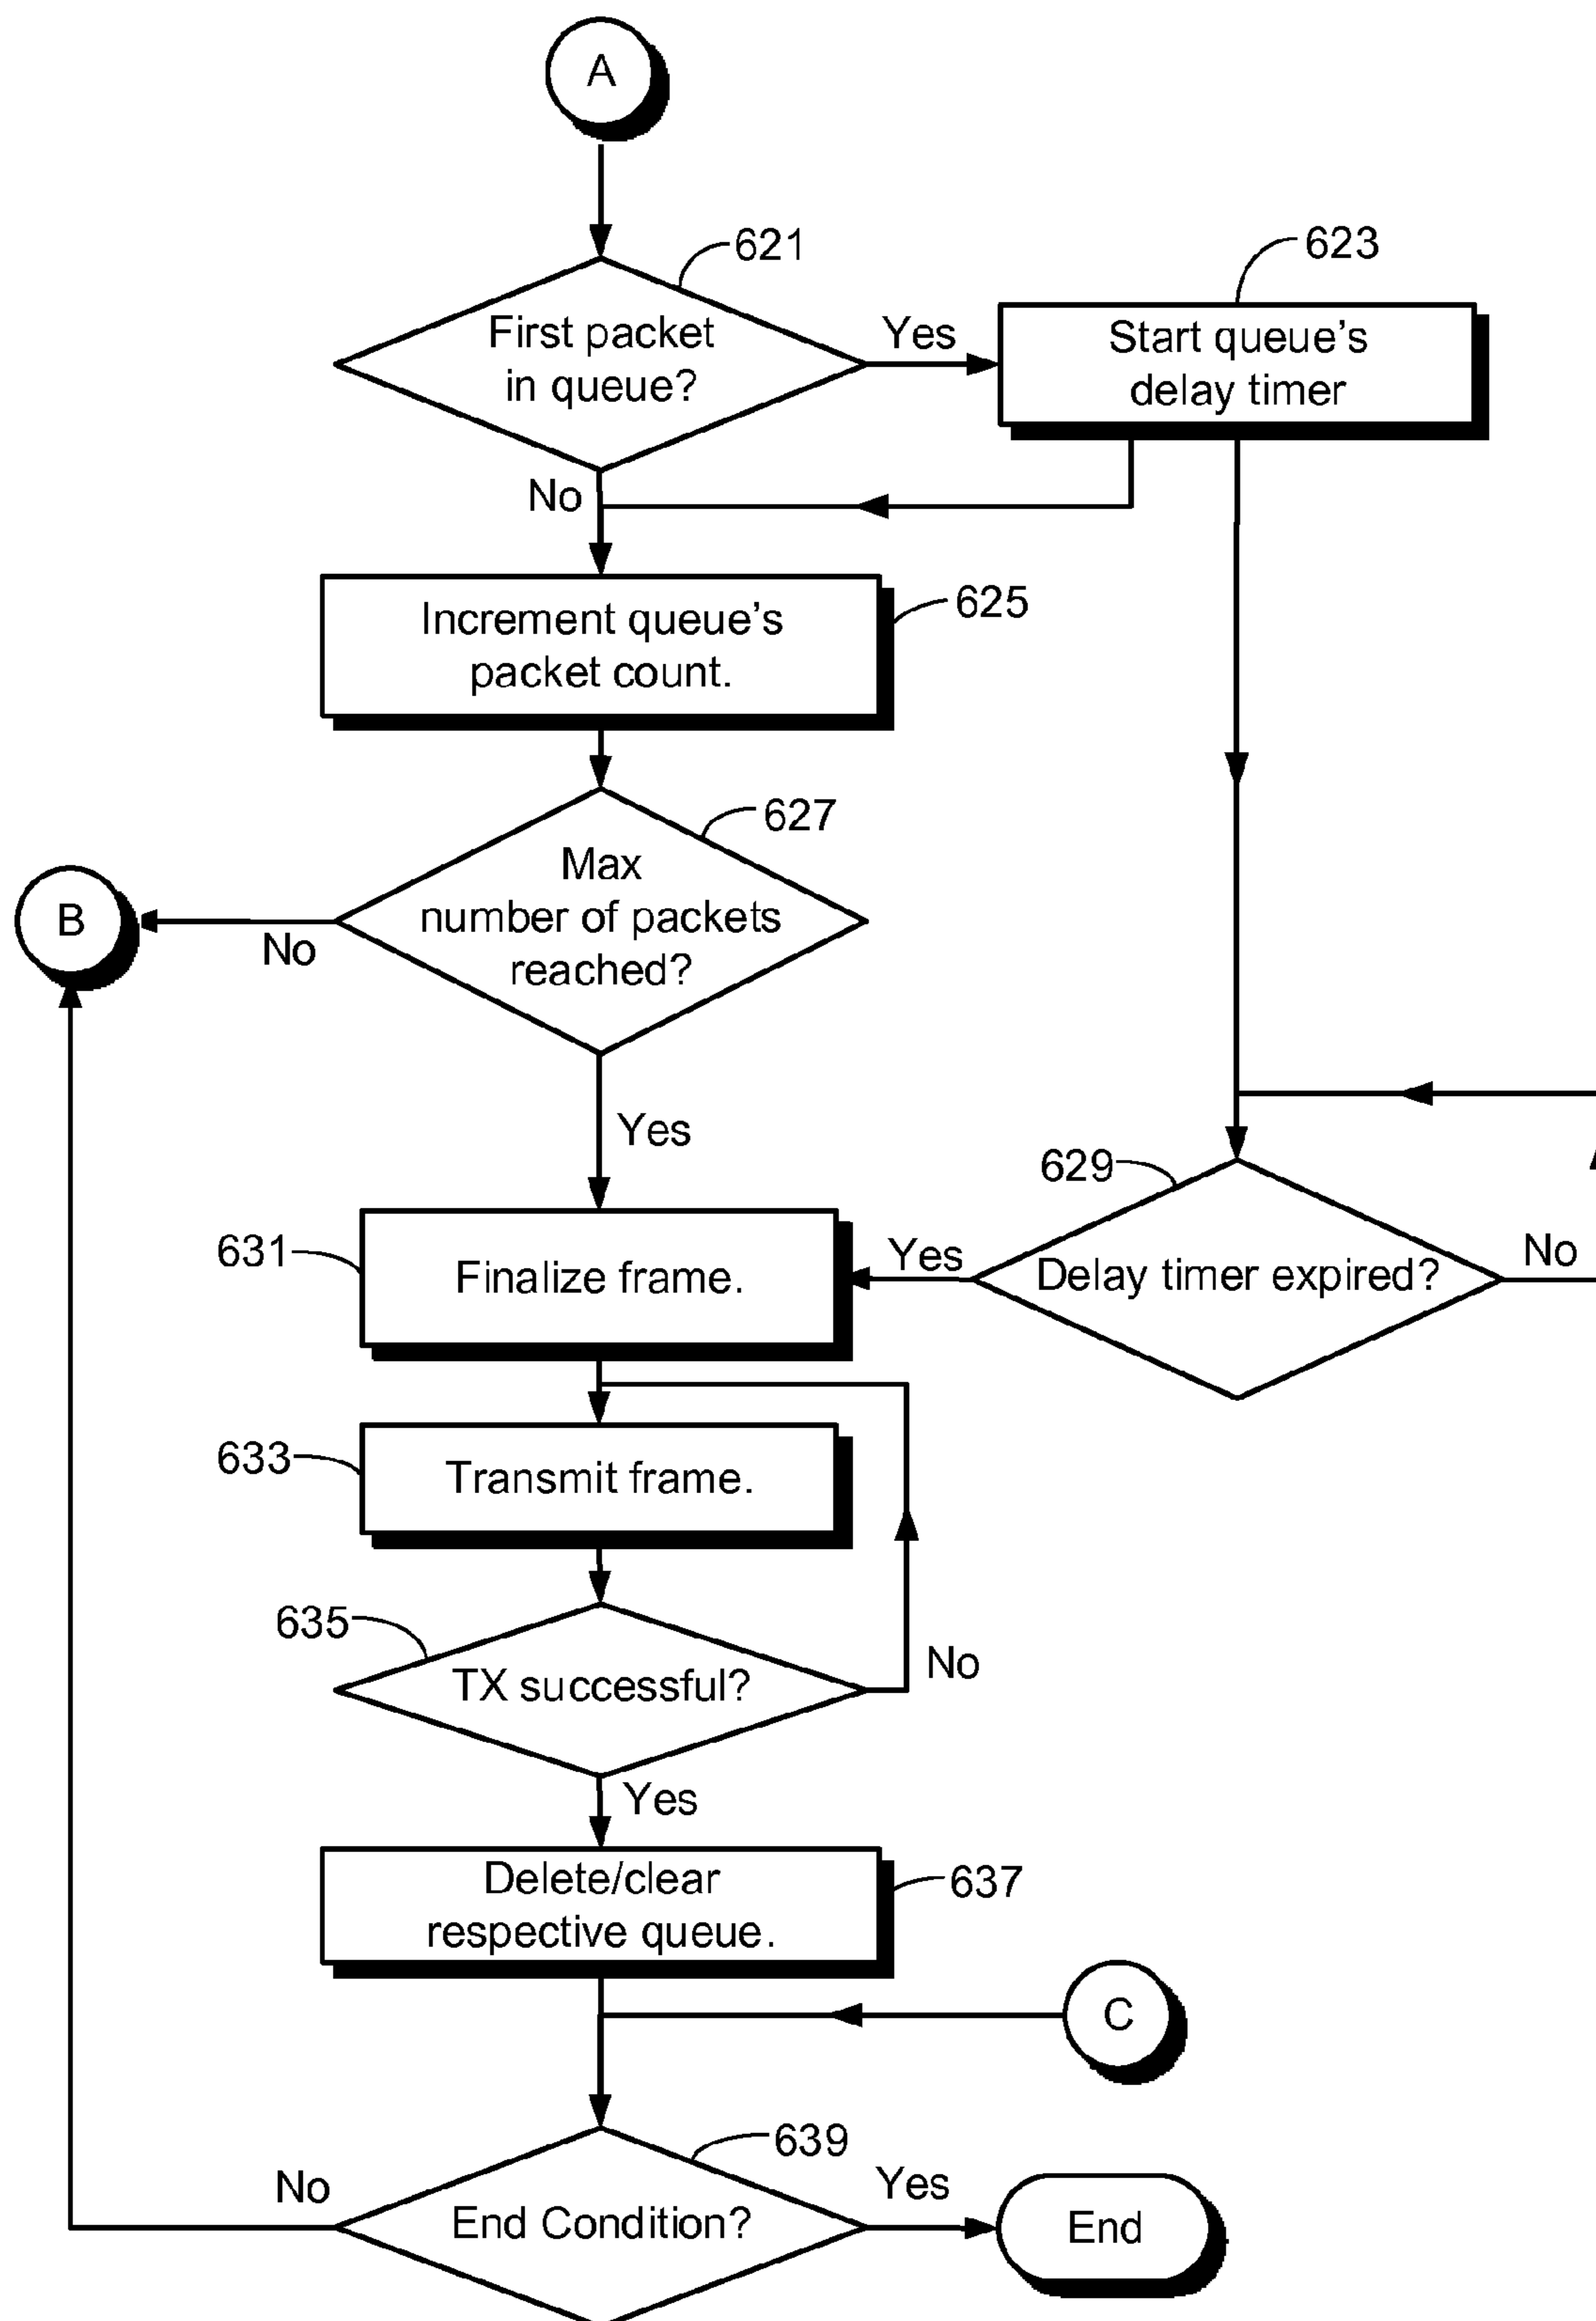 A
621
623
First packet
in queue?
Yes
Start queue's
delay timer
No
Increment queue's
packet count.
625
627
Max
number of packets
reached?
B
No
Yes
629
631
Finalize frame.
Yes
Delay timer expired?
No
633
Transmit frame.
635
TX successful?
No
Yes
Delete/clear
respective queue.
637
C
639
No
End Condition?
Yes
End